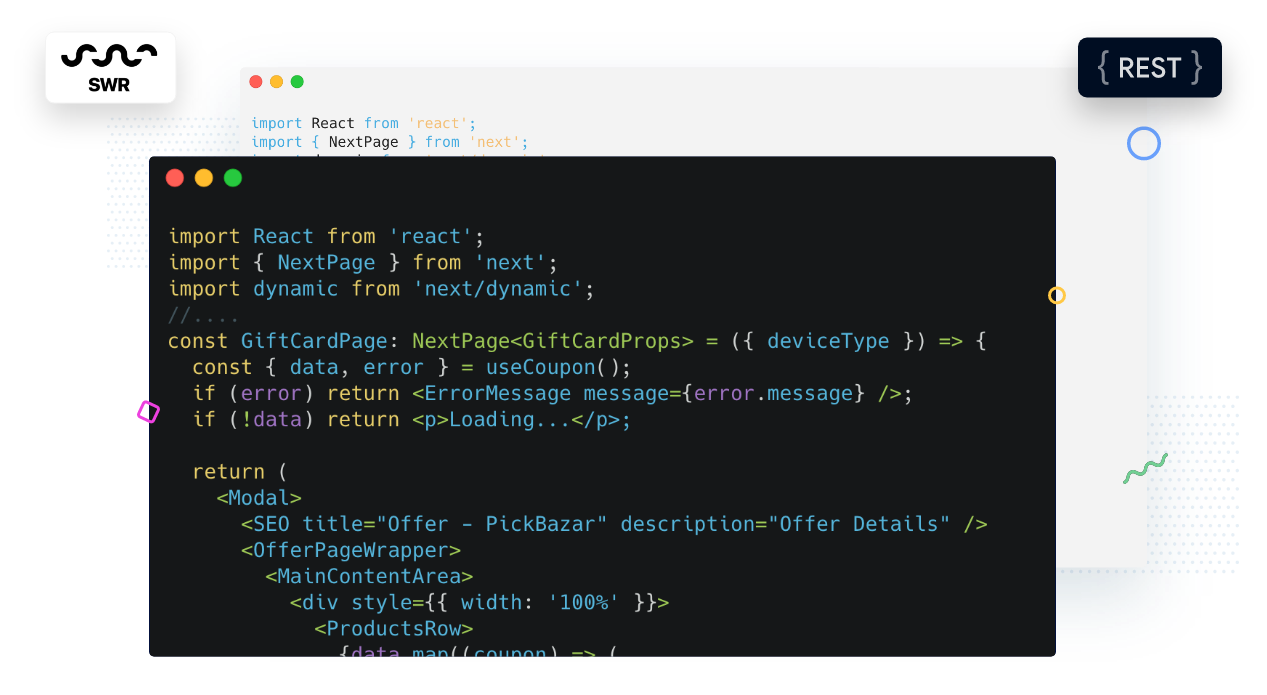 SWR
{ REST }
import React from 'react';
import { NextPage } from 'next';
import React from 'react';
import { NextPage } from 'next';
import dynamic from 'next/dynamic';
//....
const GiftCardPage: NextPage<GiftCardProps> = ({ deviceType }) => {
const { data, error } = useCoupon();
if (error) return <ErrorMessage message={error.message} />;
if (!data) return <p>Loading...</p>;
return (
<Modal>
<SEO title="Offer - PickBazar" description="Offer Details" />
<OfferPageWrapper>
<MainContentArea>
<div style={{ width: '100%' }}>
<ProductsRow>
{data.map((coupon) => (